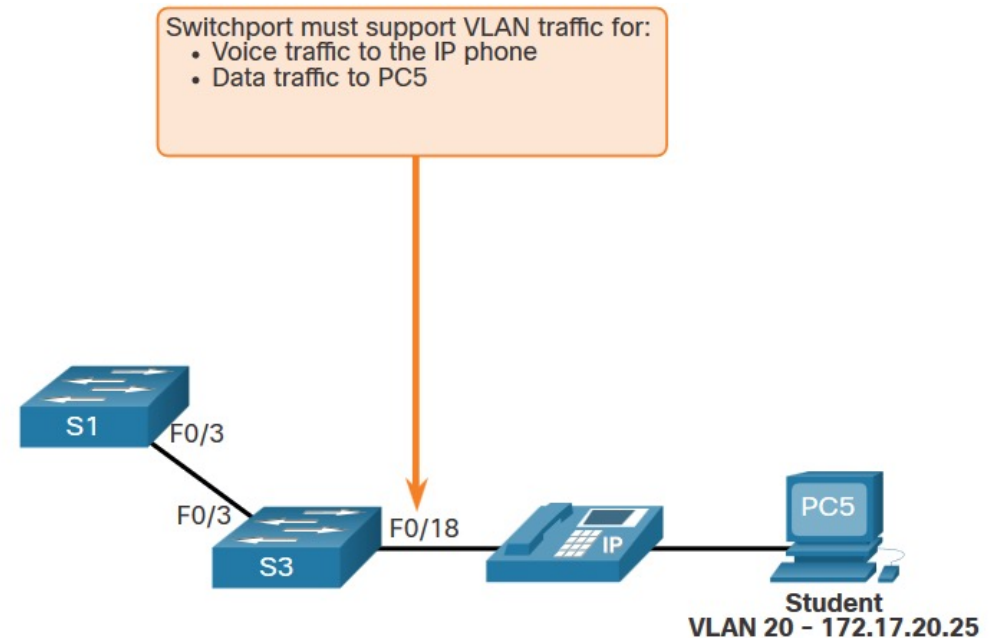 Switchport must support VLAN traffic for:
• Voice traffic to the IP phone
• Data traffic to PC5
S1
F0/3
F0/3
S3
F0/18
IP
PC5
Student
VLAN 20 – 172.17.20.25